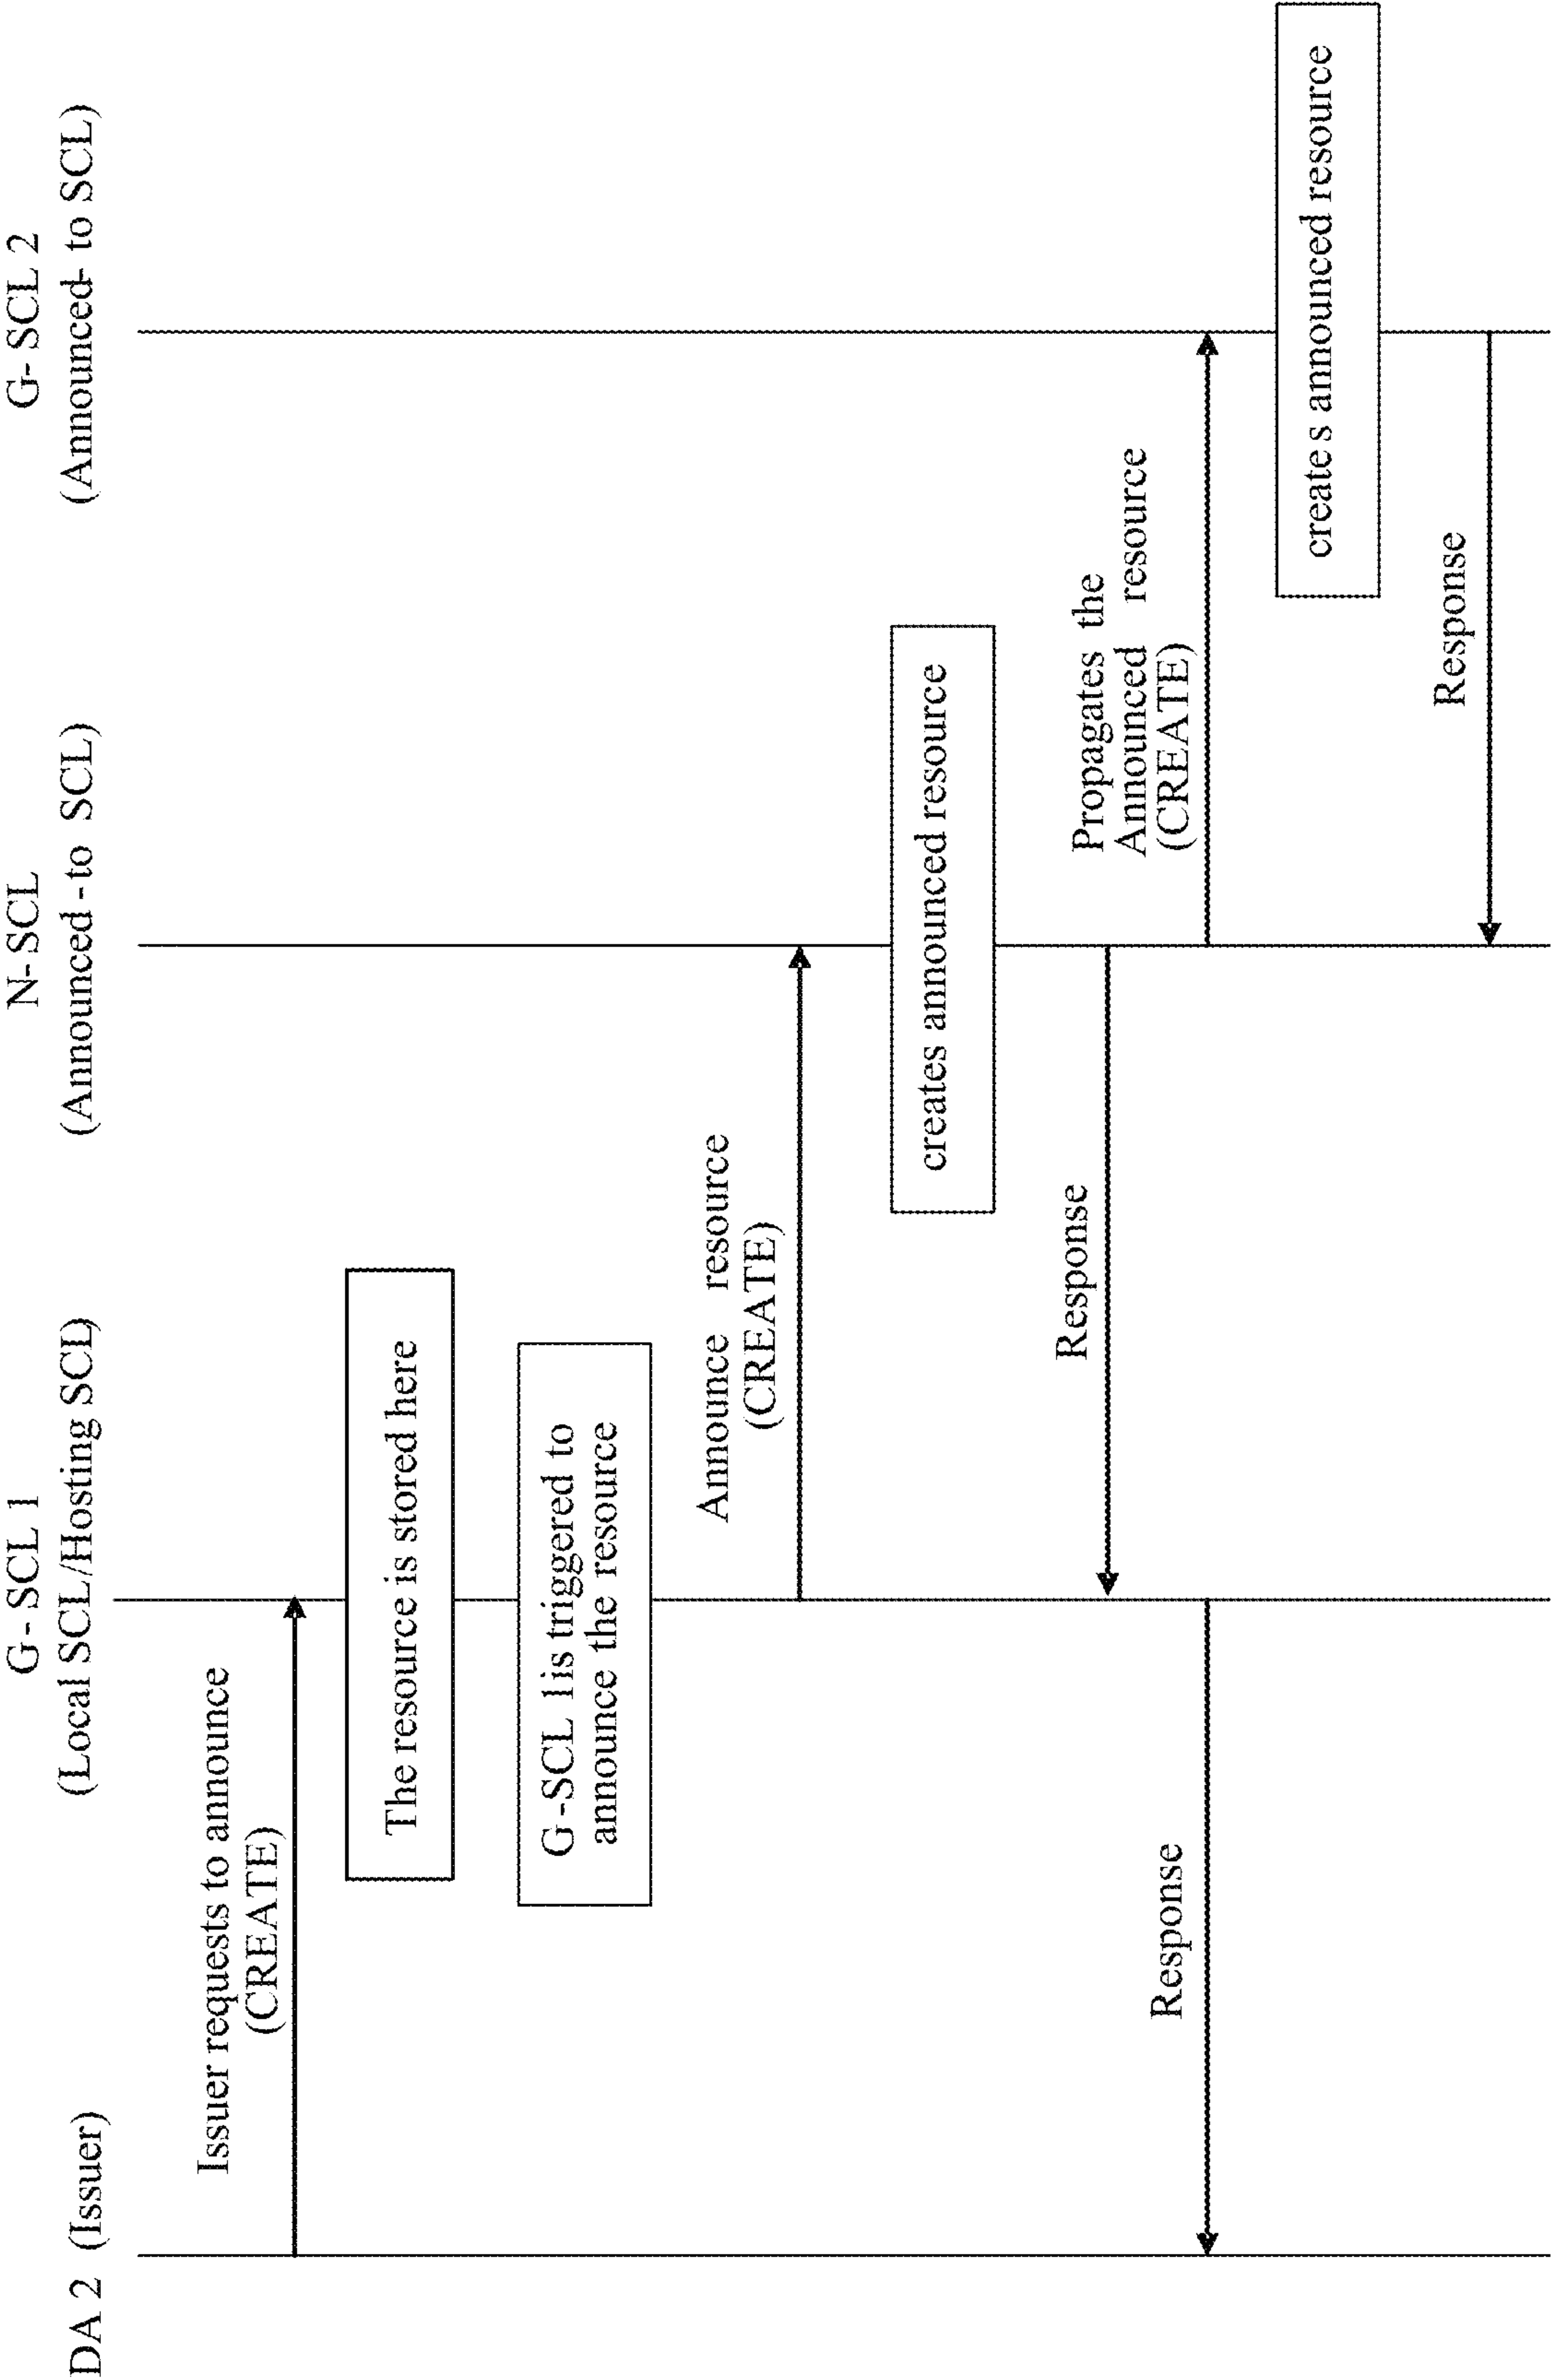 DA 2 (Issuer)
G - SCL 1
(Local SCL/Hosting SCL)
N- SCL
(Announced -to SCL)
G- SCL 2
(Announced- to SCL)
Issuer requests to announce
(CREATE)
The resource is stored here
G -SCL 1is triggered to
announce the resource
Announce resource
(CREATE)
creates announced resource
Response
Response
Propagates the
Announced resource
(CREATE)
create s announced resource
Response